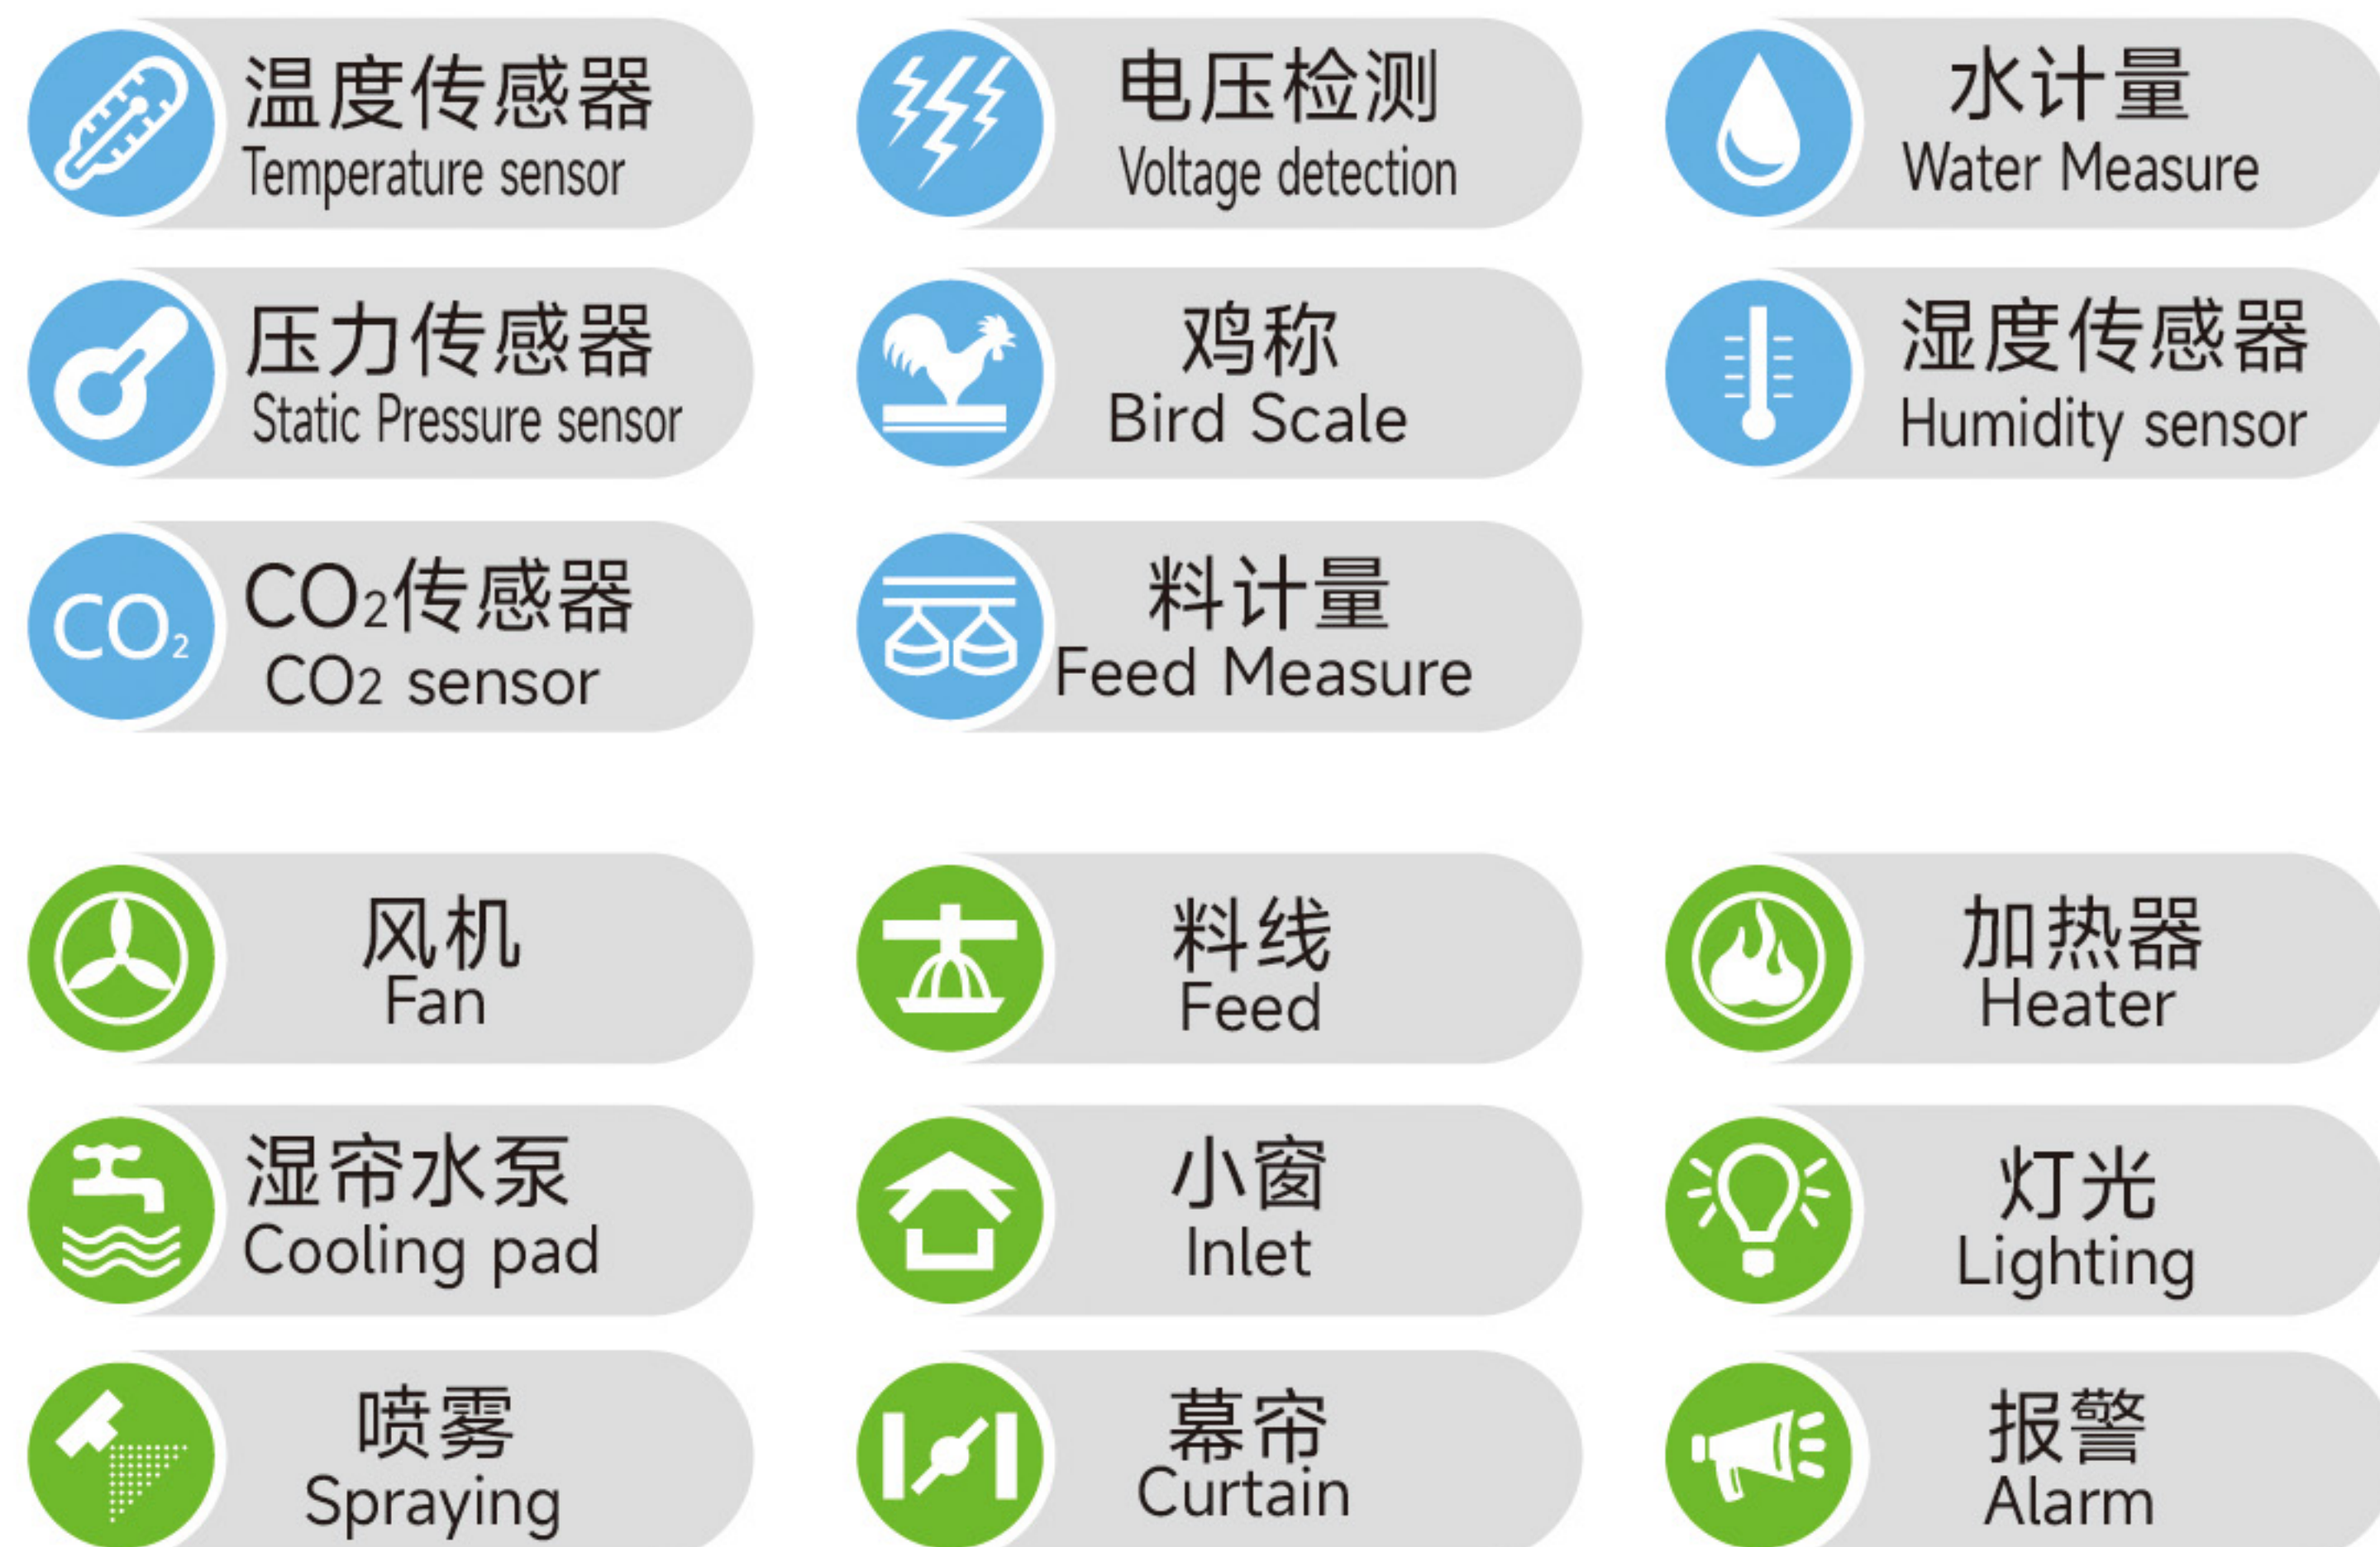 温度传感器
Temperature sensor
电压检测
Voltage detection
水计量
Water Measure
压力传感器
Static Pressure sensor
鸡称
Bird Scale
湿度传感器
Humidity sensor
CO₂
CO₂传感器
CO2 sensor
料计量
Feed Measure
风机
Fan
料线
Feed
加热器
Heater
湿帘水泵
Cooling pad
小窗
Inlet
灯光
Lighting
喷雾
Spraying
幕帘
Curtain
报警
Alarm